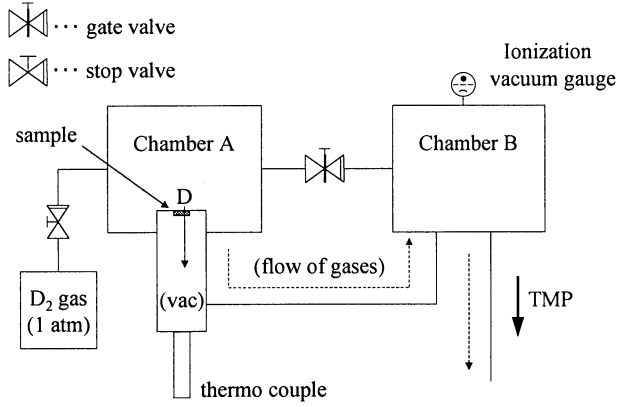 ··· gate valve
··· stop valve
Ionization
vacuum gauge
sample
Chamber A
Chamber B
D
(flow of gases)
D₂ gas
(1 atm)
(vac)
TMP
thermo couple